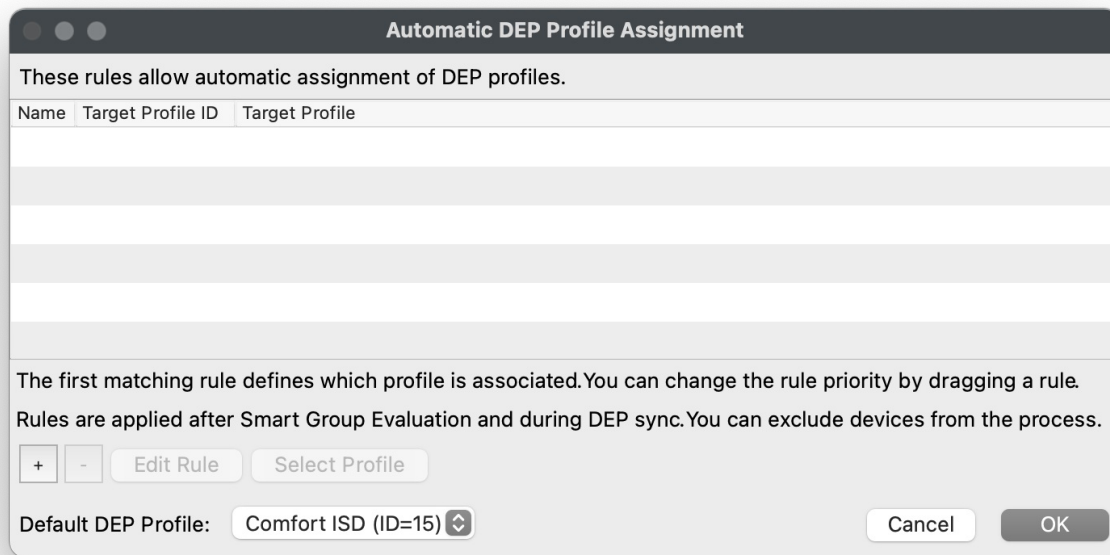 Automatic DEP Profile Assignment
These rules allow automatic assignment of DEP profiles.
Name Target Profile ID Target Profile
The first matching rule defines which profile is associated.You can change the rule priority by dragging a rule.
Rules are applied after Smart Group Evaluation and during DEP sync.You can exclude devices from the process.
+ - Edit Rule Select Profile
Default DEP Profile: Comfort ISD (ID=15) Cancel OK